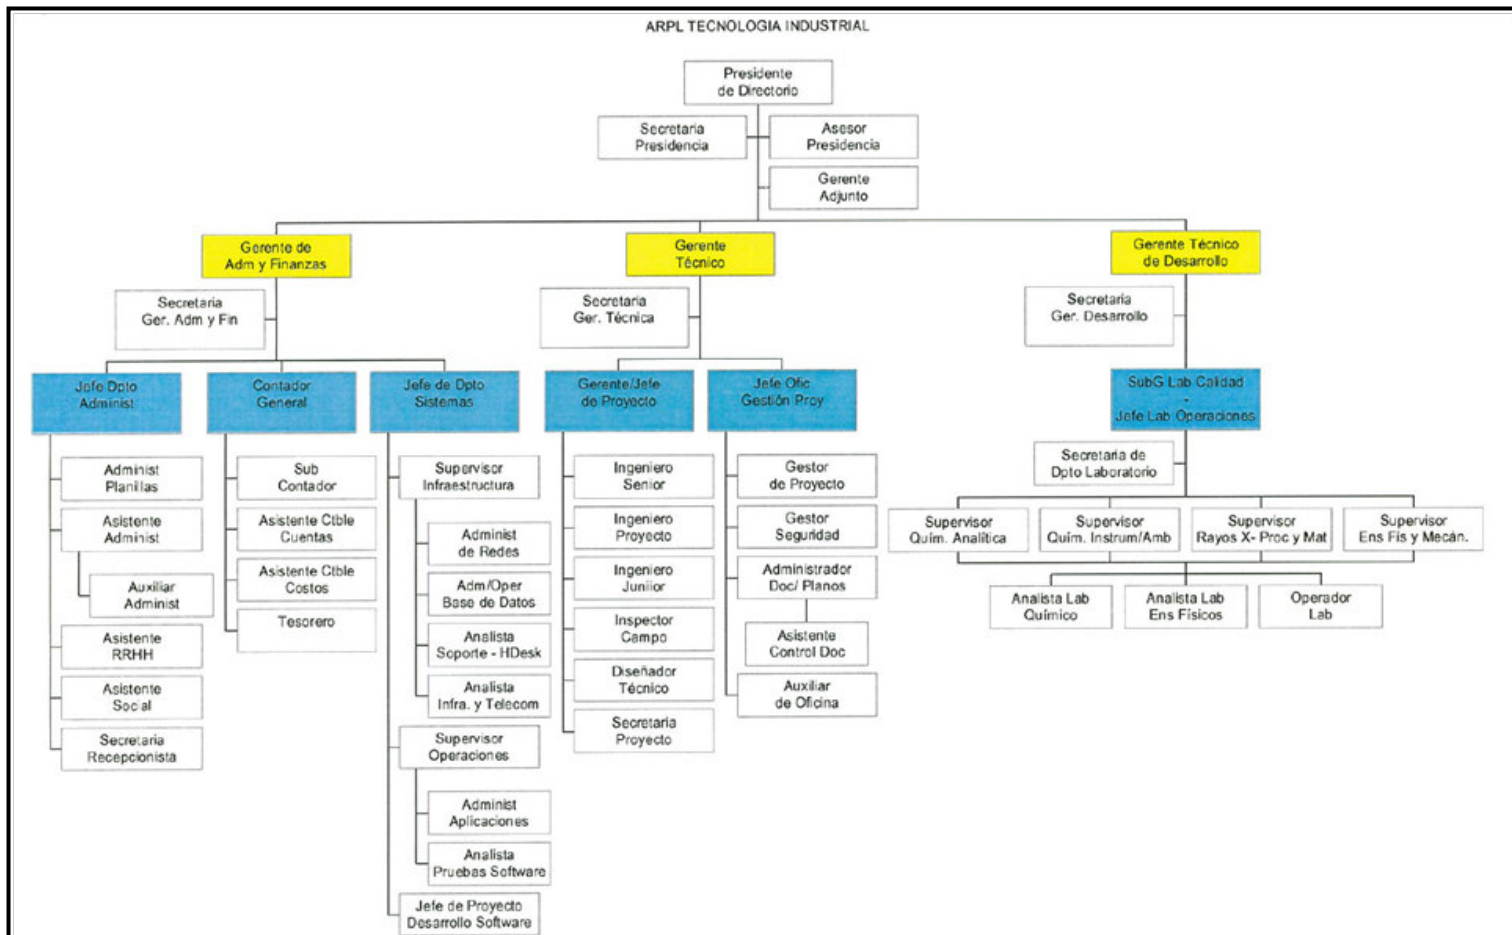 ARPL TECNOLOGIA INDUSTRIAL
Presidente
de Directorio
Secretaria
Presidencia
Asesor
Presidencia
Gerente
Adjunto
Gerente de
Adm y Finanzas
Gerente
Técnico
Gerente Técnico
de Desarrollo
Secretaria
Ger. Adm y Fin
Secretaria
Ger. Técnica
Secretaria
Ger. Desarrollo
Jefe Dpto
Administ
Contador
General
Jefe de Dpto
Sistemas
Gerente/Jefe
de Proyecto
Jefe Ofic
Gestión Proy
SubG Lab Calidad
-
Jefe Lab Operaciones
Administ
Planillas
Asistente
Administ
Auxiliar
Administ
Asistente
RRHH
Asistente
Social
Secretaria
Recepcionista
Sub
Contador
Asistente Ctble
Cuentas
Asistente Ctble
Costos
Tesorero
Supervisor
Infraestructura
Administ
de Redes
Adm/Oper
Base de Datos
Analista
Soporte - HDesk
Analista
Infra. y Telecom
Supervisor
Operaciones
Administ
Aplicaciones
Analista
Pruebas Software
Jefe de Proyecto
Desarrollo Software
Ingeniero
Senior
Ingeniero
Proyecto
Ingeniero
Juniior
Inspector
Campo
Diseñador
Técnico
Secretaria
Proyecto
Gestor
de Proyecto
Gestor
Seguridad
Administrador
Doc/ Planos
Asistente
Control Doc
Auxiliar
de Oficina
Secretaria de
Dpto Laboratorio
Supervisor
Quím. Analítica
Supervisor
Quím. Instrum/Amb
Supervisor
Rayos X- Proc y Mat
Supervisor
Ens Fis y Mecán.
Analista Lab
Químico
Analista Lab
Ens Físicos
Operador
Lab